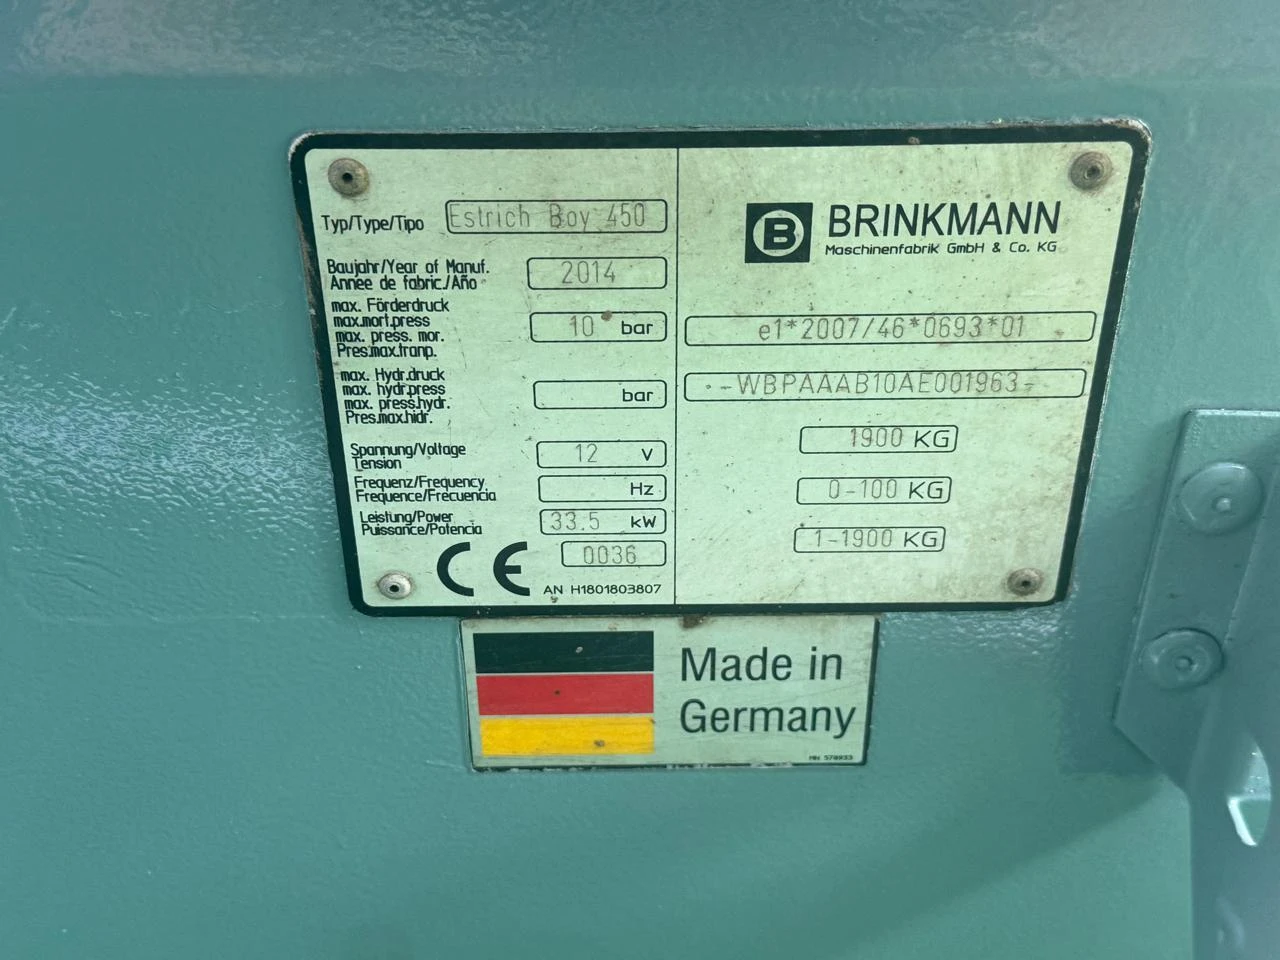 Typ/Type/Tipo Estrich Boy 450
Baujahr/Year of Manuf.
Annee de fabric./Año 2014
max. Förderdruck
max.mort.press
max. press. mor.
Pres.max.tranp. 10 bar
max. Hydr.druck
max. hydr.press
max. press.hydr.
Pres.max.hidr. bar
Spannung/Voltage
Tension 12 V
Frequenz/Frequency
Frequence/Frecuencia Hz
Leistung/Power
Puissance/Potencia 33.5 kW
CE 0036
AN H1801803807
B BRINKMANN
Maschinenfabrik GmbH & Co. KG
e1*2007/46*0693*01
-WBPAAAB10AE001963-
1900 KG
0-100 KG
1-1900 KG
Made in
Germany
MN 570933